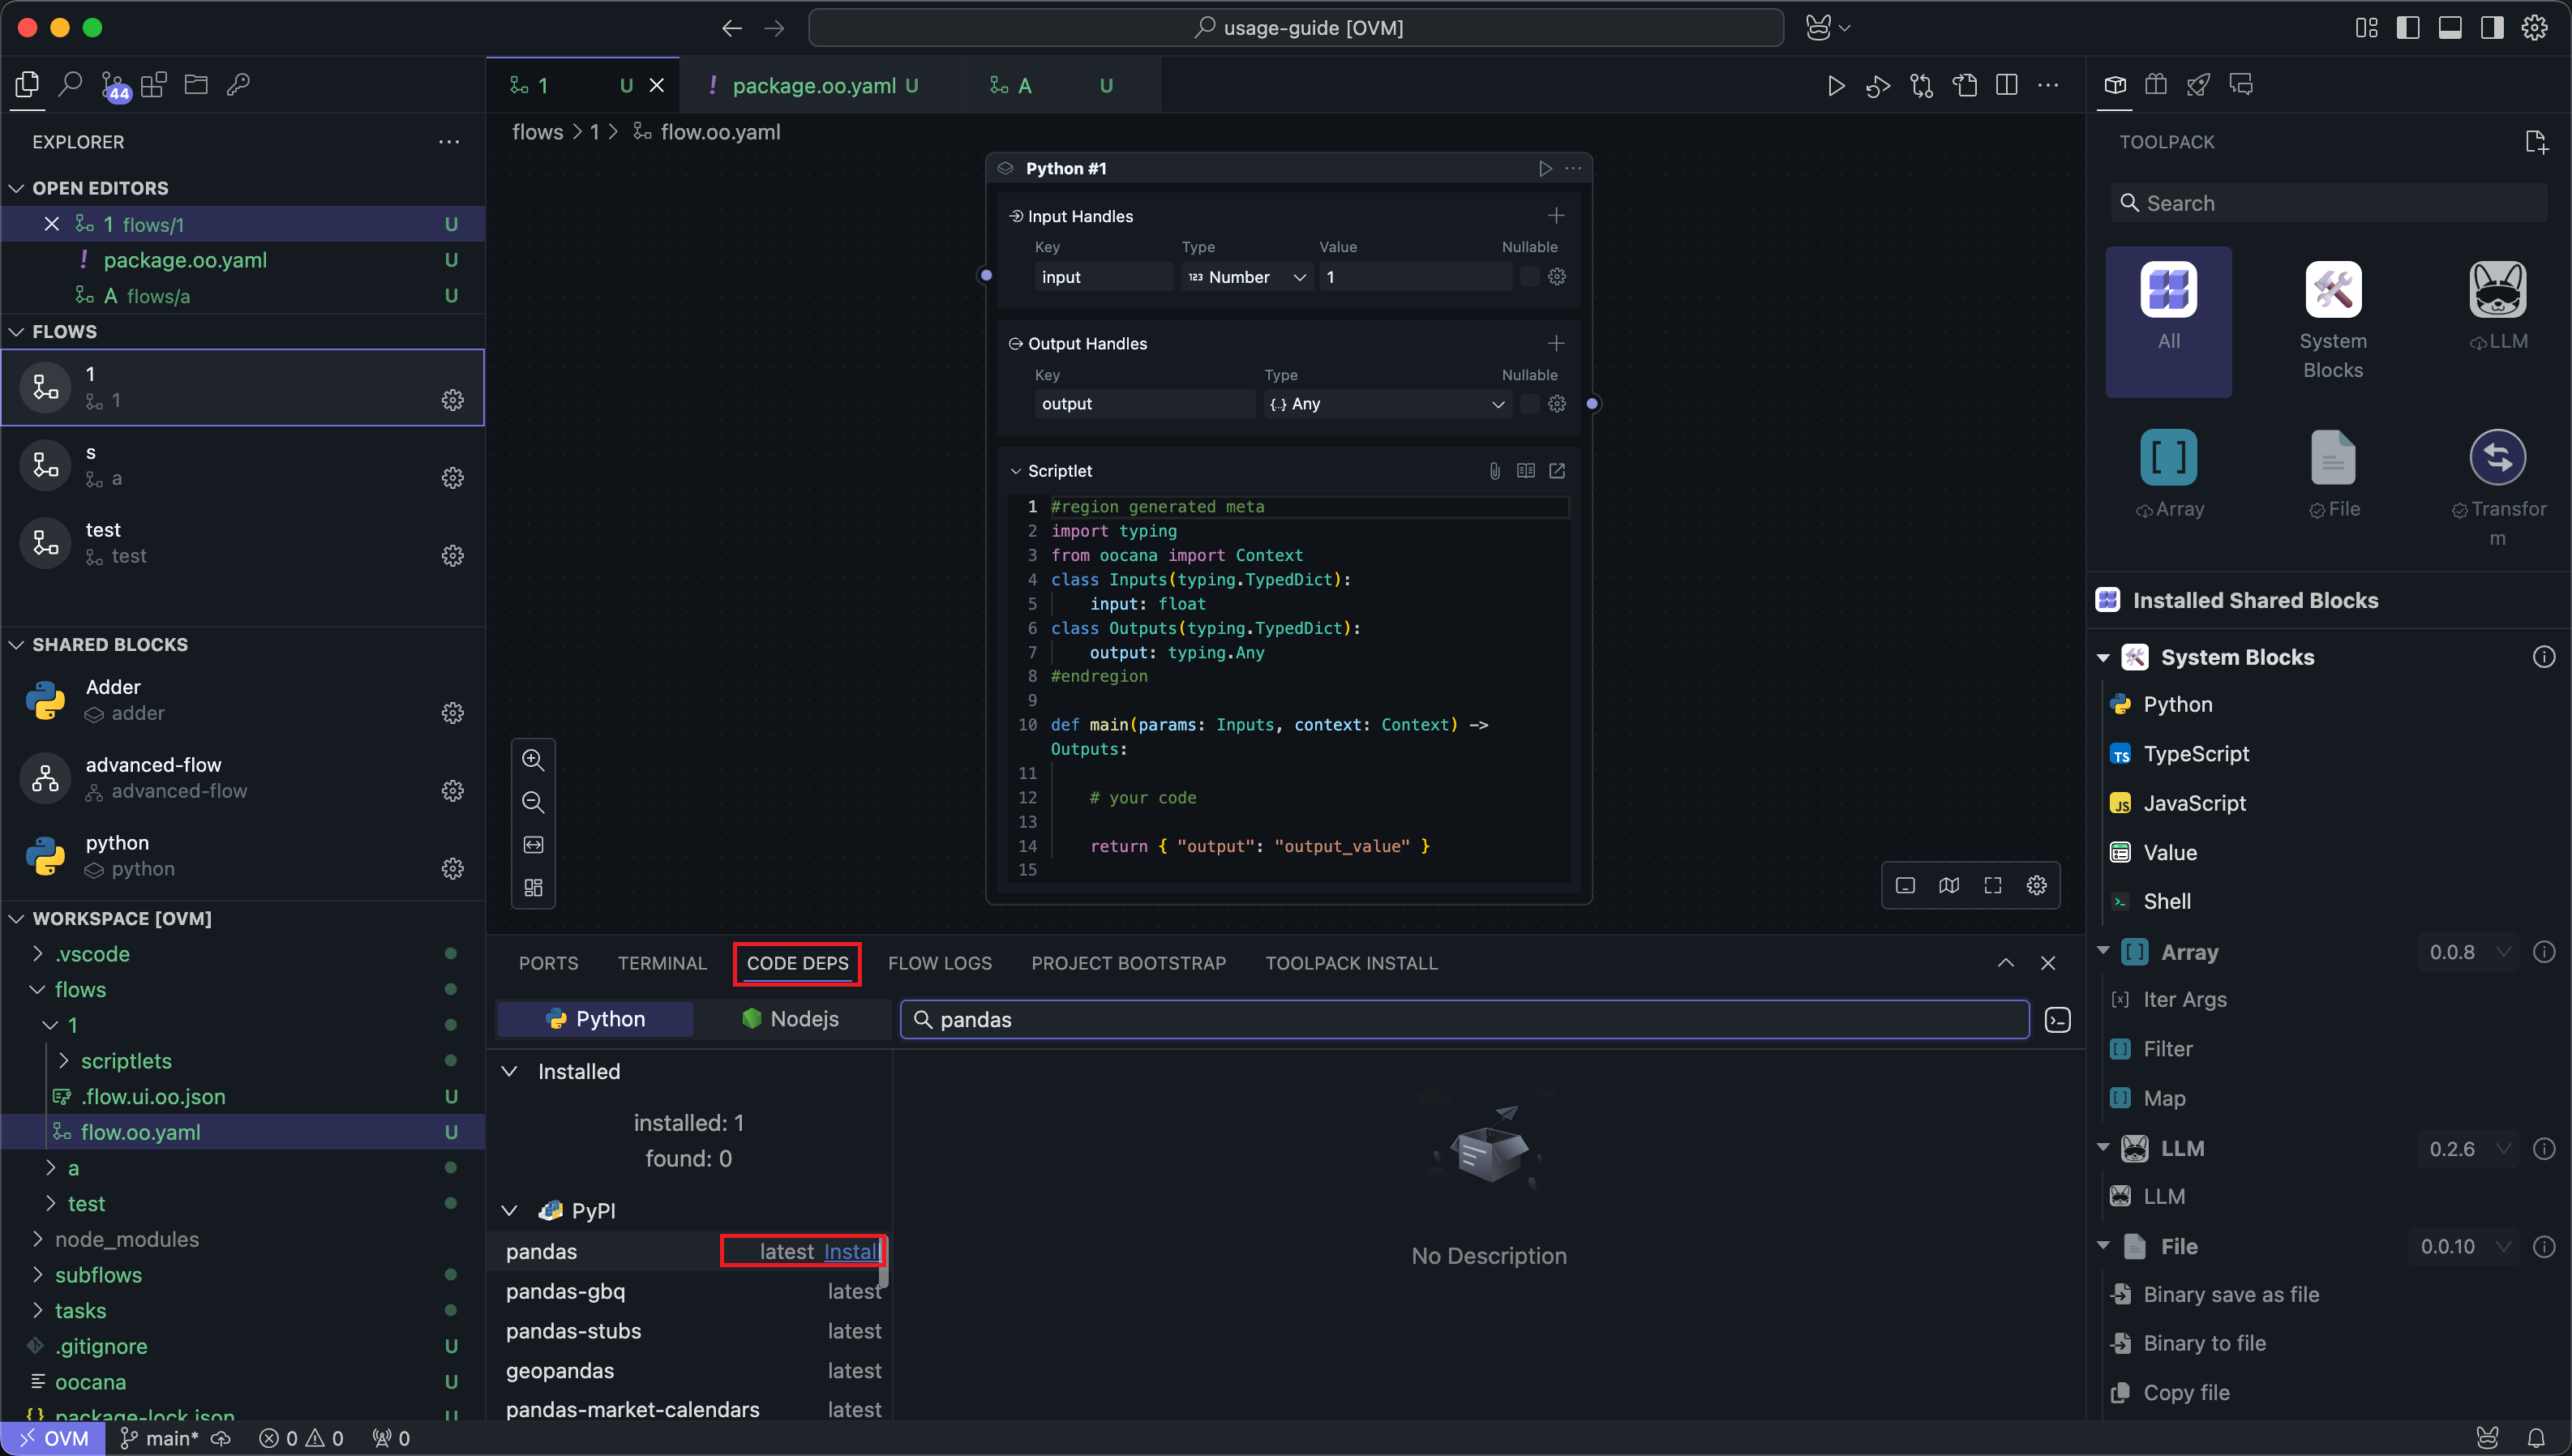 usage-guide [OVM]
44
1 U
! package.oo.yaml U
A U
EXPLORER
OPEN EDITORS
1 flows/1 U
! package.oo.yaml U
A flows/a U
FLOWS
1
1
s
a
test
test
SHARED BLOCKS
Adder
adder
advanced-flow
advanced-flow
python
python
WORKSPACE [OVM]
.vscode
flows
1
scriptlets
.flow.ui.oo.json U
flow.oo.yaml U
a
test
node_modules
subflows
tasks
.gitignore U
oocana U
package-lock.json U
flows > 1 > flow.oo.yaml
Python #1
Input Handles
Key Type Value Nullable
input 123 Number 1
Output Handles
Key Type Nullable
output {..} Any
Scriptlet
1 #region generated meta
2 import typing
3 from oocana import Context
4 class Inputs(typing.TypedDict):
5 input: float
6 class Outputs(typing.TypedDict):
7 output: typing.Any
8 #endregion
9
10 def main(params: Inputs, context: Context) ->
Outputs:
11
12 # your code
13
14 return { "output": "output_value" }
15
PORTS TERMINAL CODE DEPS FLOW LOGS PROJECT BOOTSTRAP TOOLPACK INSTALL
Python Nodejs pandas
Installed
installed: 1
found: 0
PyPI
pandas latest Install
pandas-gbq latest
pandas-stubs latest
geopandas latest
pandas-market-calendars latest
No Description
TOOLPACK
Search
All
System
Blocks
LLM
Array
File
Transfor
m
Installed Shared Blocks
System Blocks
Python
TS TypeScript
JS JavaScript
Value
Shell
Array 0.0.8
[x] Iter Args
Filter
Map
LLM 0.2.6
LLM
File 0.0.10
Binary save as file
Binary to file
Copy file
OVM main* 0 0 0